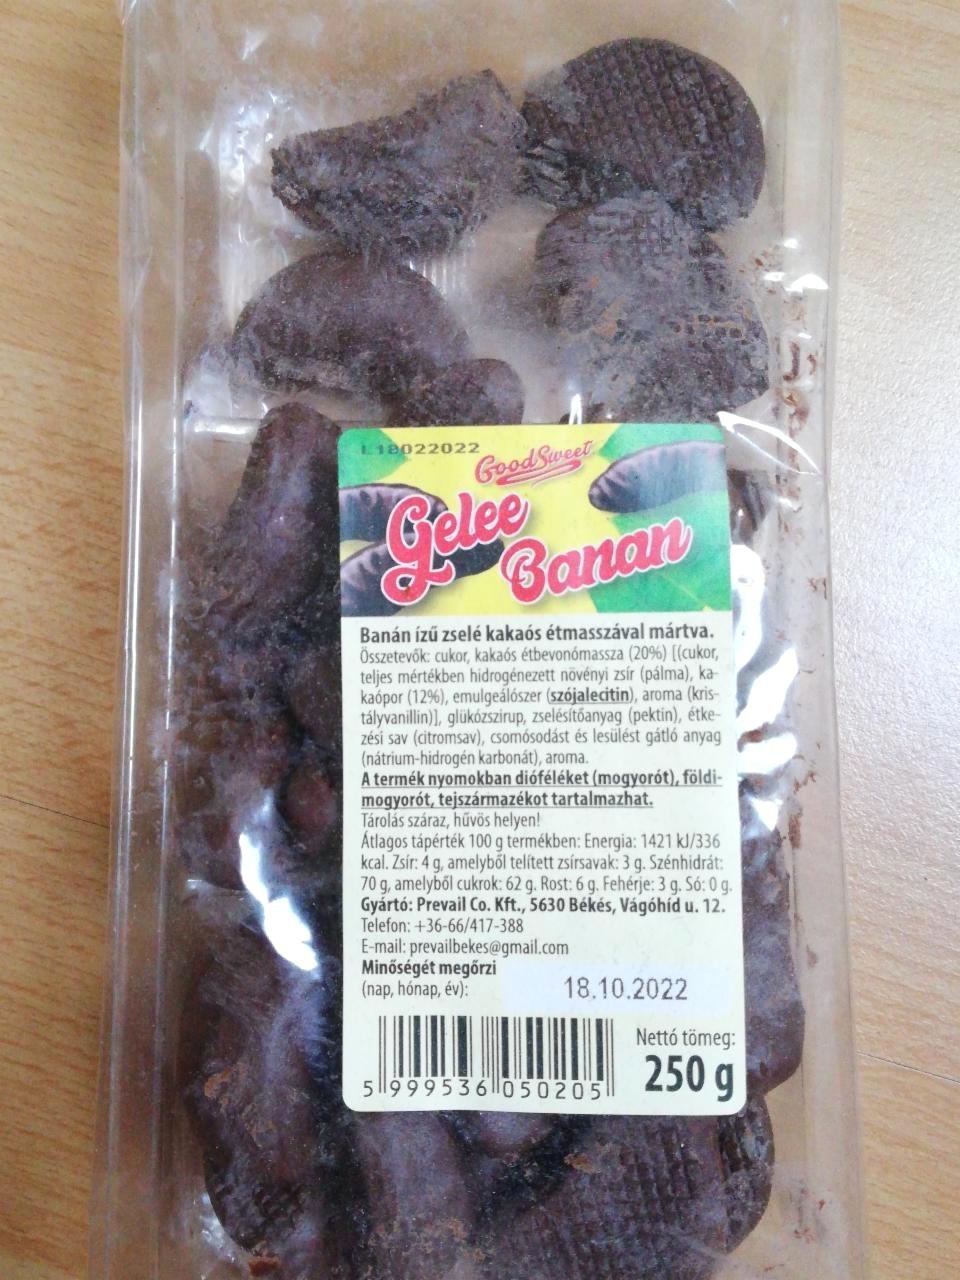 L 18022022
GoodSweet
Gelee
Banan
Banán ízű zselé kakaós étmasszával mártva.
Összetevők: cukor, kakaós étbevonómassza (20%) [(cukor,
teljes mértékben hidrogénezett növényi zsír (pálma), ka-
kaópor (12%), emulgeálószer (szójalecitin), aroma (kris-
tályvanillin)], glükózszirup, zselésítőanyag (pektin), étke-
zési sav (citromsav), csomósodást és lesülést gátló anyag
(nátrium-hidrogén karbonát), aroma.
A termék nyomokban dióféléket (mogyorót), földi-
mogyorót, tejszármazékot tartalmazhat.
Tárolás száraz, hűvös helyen!
Átlagos tápérték 100 g termékben: Energia: 1421 kJ/336
kcal. Zsír: 4 g, amelyből telített zsírsavak: 3 g. Szénhidrát:
70 g, amelyből cukrok: 62 g. Rost: 6 g. Fehérje: 3 g. Só: 0 g.
Gyártó: Prevail Co. Kft., 5630 Békés, Vágóhíd u. 12.
Telefon: +36-66/417-388
E-mail: prevailbekes@gmail.com
Minőségét megőrzi
(nap, hónap, év):
18.10.2022
Nettó tömeg:
250 g
5 999536 050205